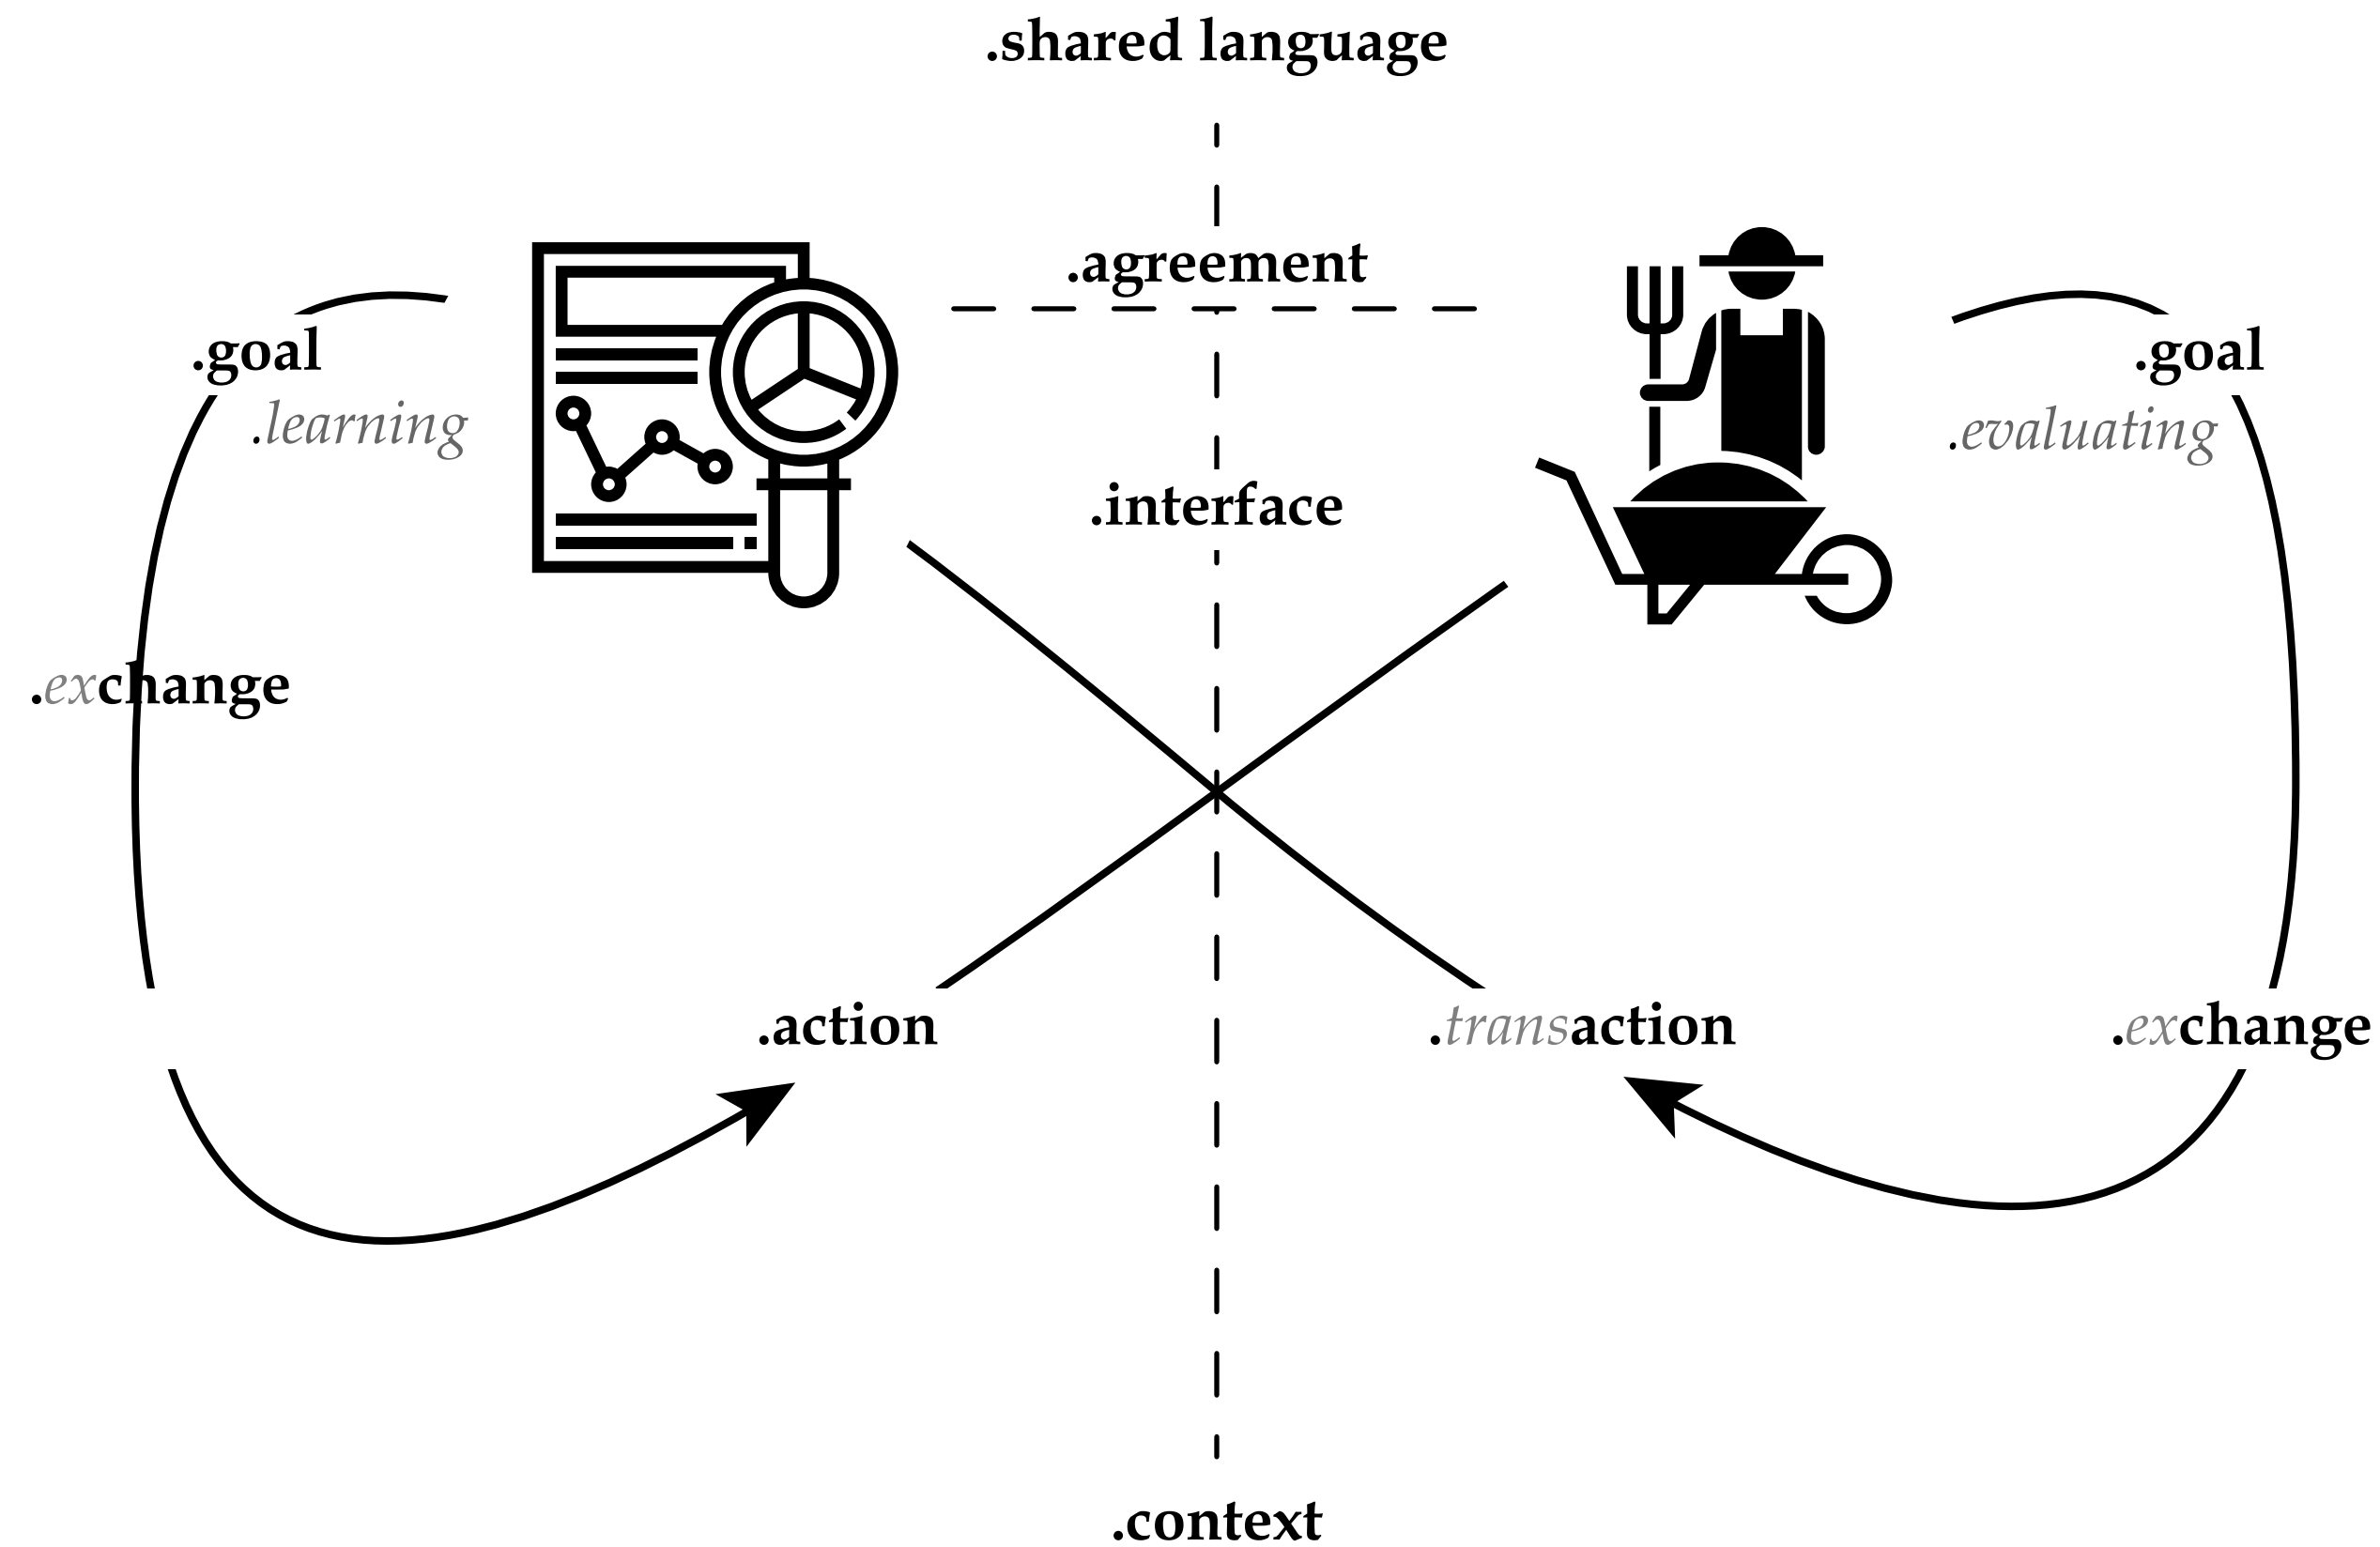 .shared language
.agreement
.goal
.goal
.learning
.evaluating
.interface
.exchange
.action
.transaction
.exchange
.context